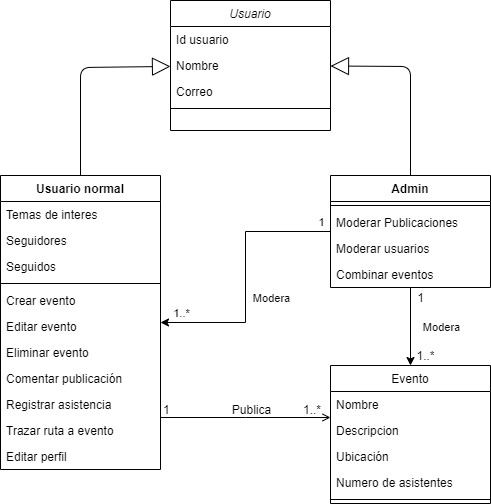 Usuario
Id usuario
Nombre
Correo
Usuario normal
Temas de interes
Seguidores
Seguidos
Crear evento
Editar evento
Eliminar evento
Comentar publicación
Registrar asistencia
Trazar ruta a evento
Editar perfil
Admin
Moderar Publicaciones
Moderar usuarios
Combinar eventos
1
Modera
1..*
1
Modera
1..*
1
Publica
1..*
Evento
Nombre
Descripcion
Ubicación
Numero de asistentes